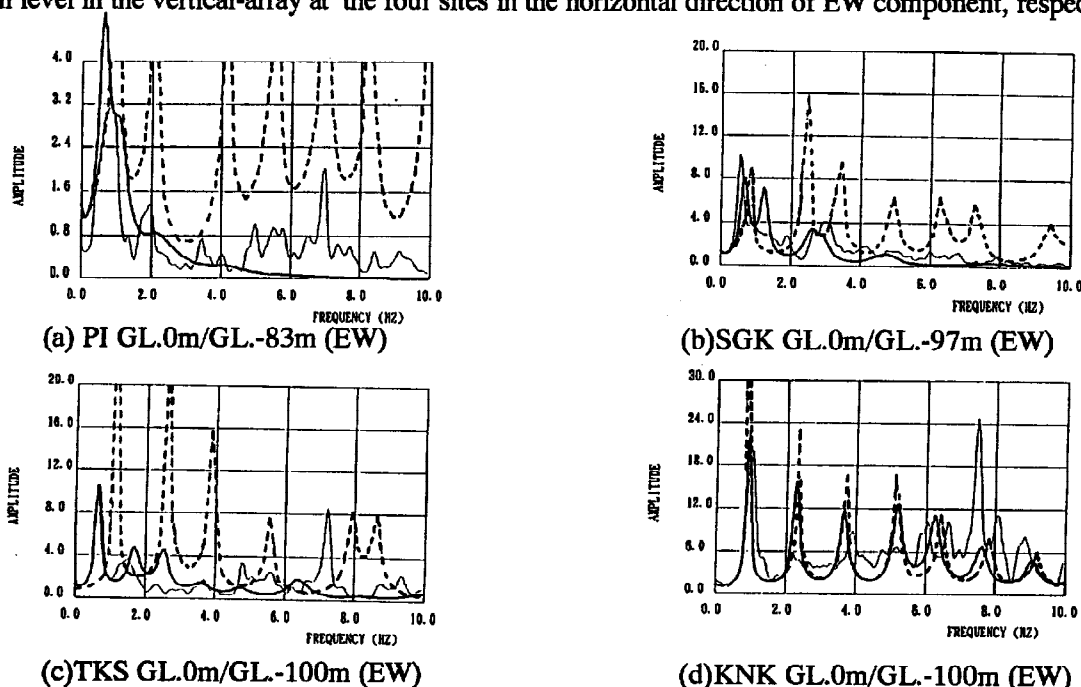 level in the vertical-array at the four sites in the horizontal direction of EW component,
4.0
3.2
2.4
1.6
0.8
0.0
AMPLITUDE
0.0 2.0 4.0 6.0 8.0 10.0
FREQUENCY (HZ)
(a) PI GL.0m/GL.-83m (EW)
20.0
16.0
12.0
8.0
4.0
0.0
AMPLITUDE
0.0 2.0 4.0 6.0 8.0 10.0
FREQUENCY (HZ)
(b)SGK GL.0m/GL.-97m (EW)
20.0
16.0
12.0
8.0
4.0
0.0
AMPLITUDE
0.0 2.0 4.0 6.0 8.0 10.0
FREQUENCY (HZ)
(c)TKS GL.0m/GL.-100m (EW)
30.0
24.0
18.0
12.0
6.0
0.0
AMPLITUDE
0.0 2.0 4.0 6.0 8.0 10.0
FREQUENCY (HZ)
(d)KNK GL.0m/GL.-100m (EW)